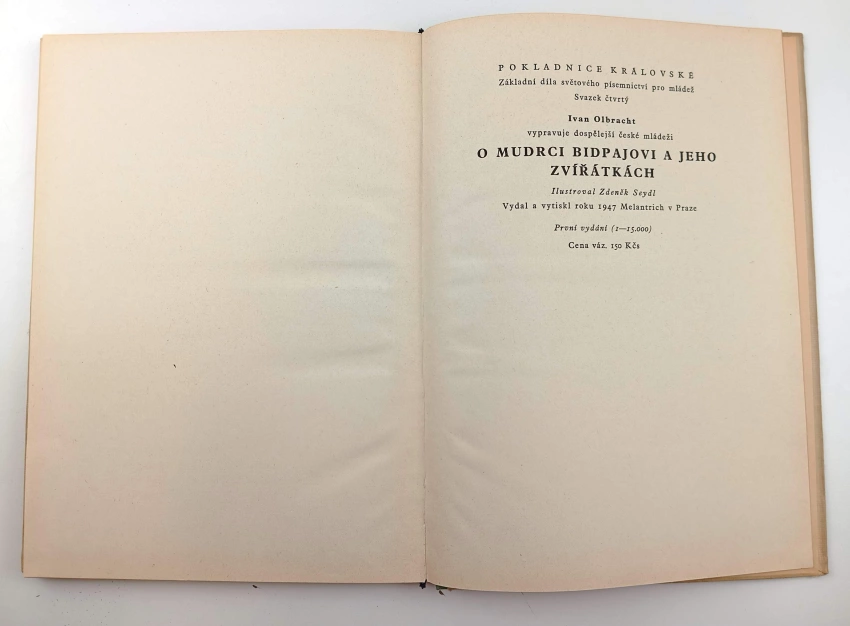 POKLADNICE KRÁLOVSKÉ
Základní díla světového písemnictví pro mládež
Svazek čtvrtý
Ivan Olbracht
vypravuje dospělejší české mládeži
O MUDRCI BIDPAJOVI A JEHO
ZVÍŘÁTKÁCH
Ilustroval Zdeněk Seydl
Vydal a vytiskl roku 1947 Melantrich v Praze
První vydání (1—15.000)
Cena váz. 150 Kčs